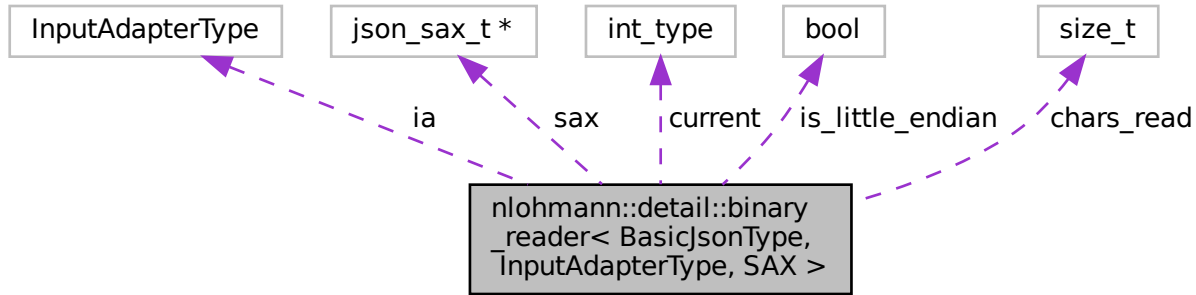 InputAdapterType
json_sax_t *
int_type
bool
size_t
ia
sax
current
is_little_endian
chars_read
nlohmann::detail::binary
_reader< BasicJsonType,
InputAdapterType, SAX >